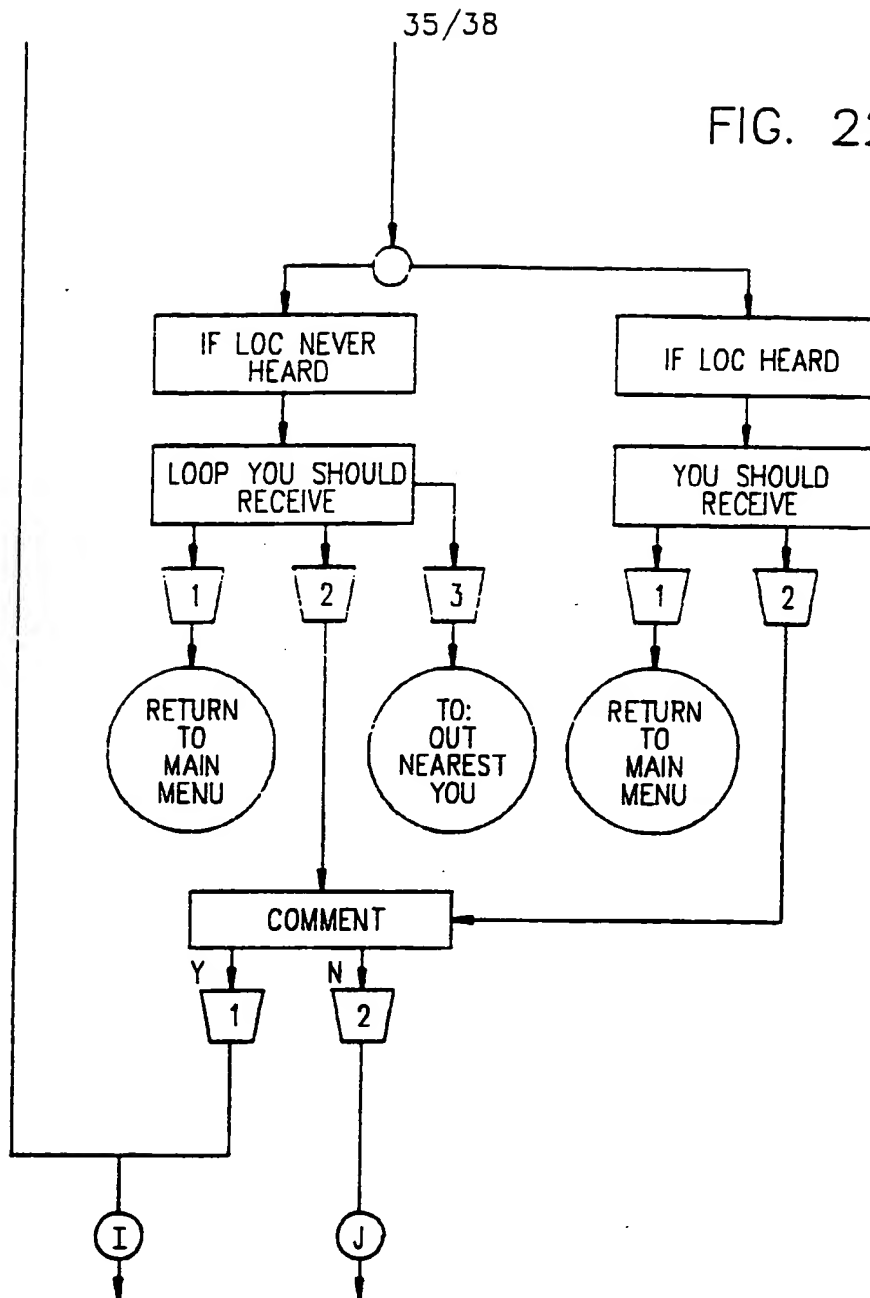 35/38
FIG. 22
IF LOC NEVER
HEARD
IF LOC HEARD
LOOP YOU SHOULD
RECEIVE
YOU SHOULD
RECEIVE
1
2
3
1
2
RETURN
TO
MAIN
MENU
TO:
OUT
NEAREST
YOU
RETURN
TO
MAIN
MENU
COMMENT
Y
N
1
2
I
J